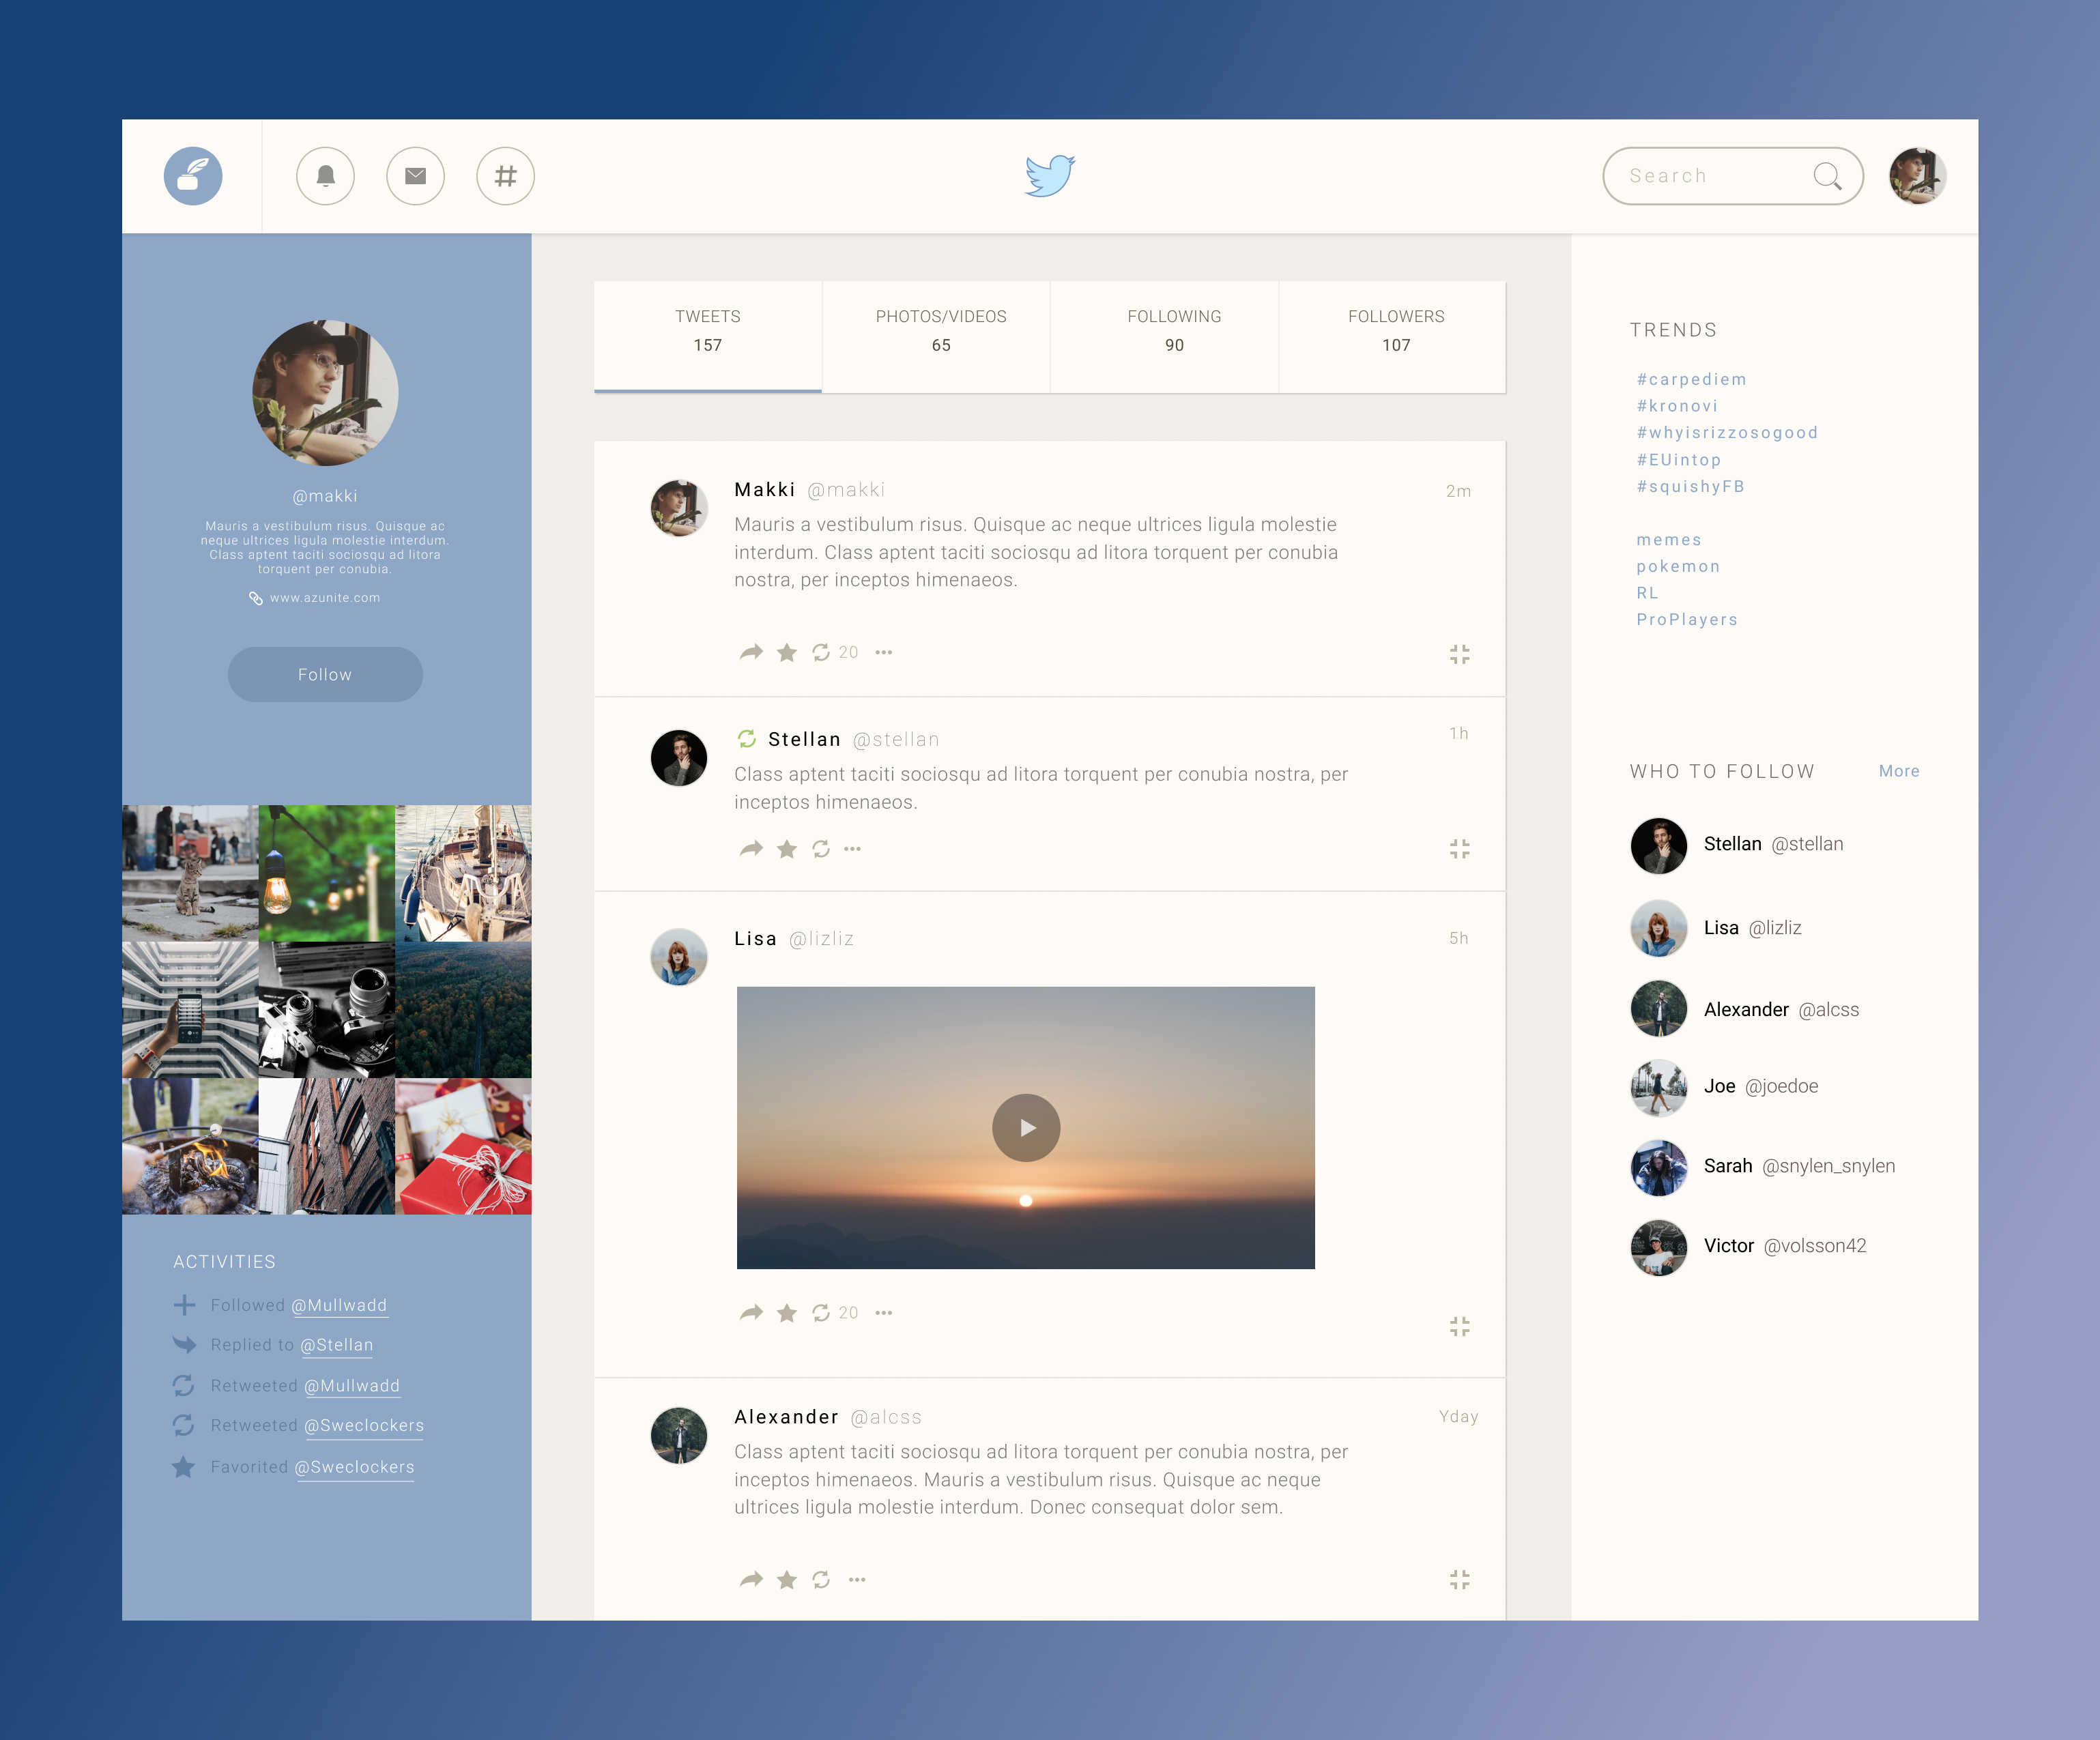 Search
@makki
Mauris a vestibulum risus. Quisque ac
neque ultrices ligula molestie interdum.
Class aptent taciti sociosqu ad litora
torquent per conubia.
www.azunite.com
Follow
ACTIVITIES
Followed @Mullwadd
Replied to @Stellan
Retweeted @Mullwadd
Retweeted @Sweclockers
Favorited @Sweclockers
TWEETS
157
PHOTOS/VIDEOS
65
FOLLOWING
90
FOLLOWERS
107
Makki @makki 2m
Mauris a vestibulum risus. Quisque ac neque ultrices ligula molestie
interdum. Class aptent taciti sociosqu ad litora torquent per conubia
nostra, per inceptos himenaeos.
20
Stellan @stellan 1h
Class aptent taciti sociosqu ad litora torquent per conubia nostra, per
inceptos himenaeos.
Lisa @lizliz 5h
20
Alexander @alcss Yday
Class aptent taciti sociosqu ad litora torquent per conubia nostra, per
inceptos himenaeos. Mauris a vestibulum risus. Quisque ac neque
ultrices ligula molestie interdum. Donec consequat dolor sem.
TRENDS
#carpediem
#kronovi
#whyisrizzosogood
#EUintop
#squishyFB
memes
pokemon
RL
ProPlayers
WHO TO FOLLOW More
Stellan @stellan
Lisa @lizliz
Alexander @alcss
Joe @joedoe
Sarah @snylen_snylen
Victor @volsson42